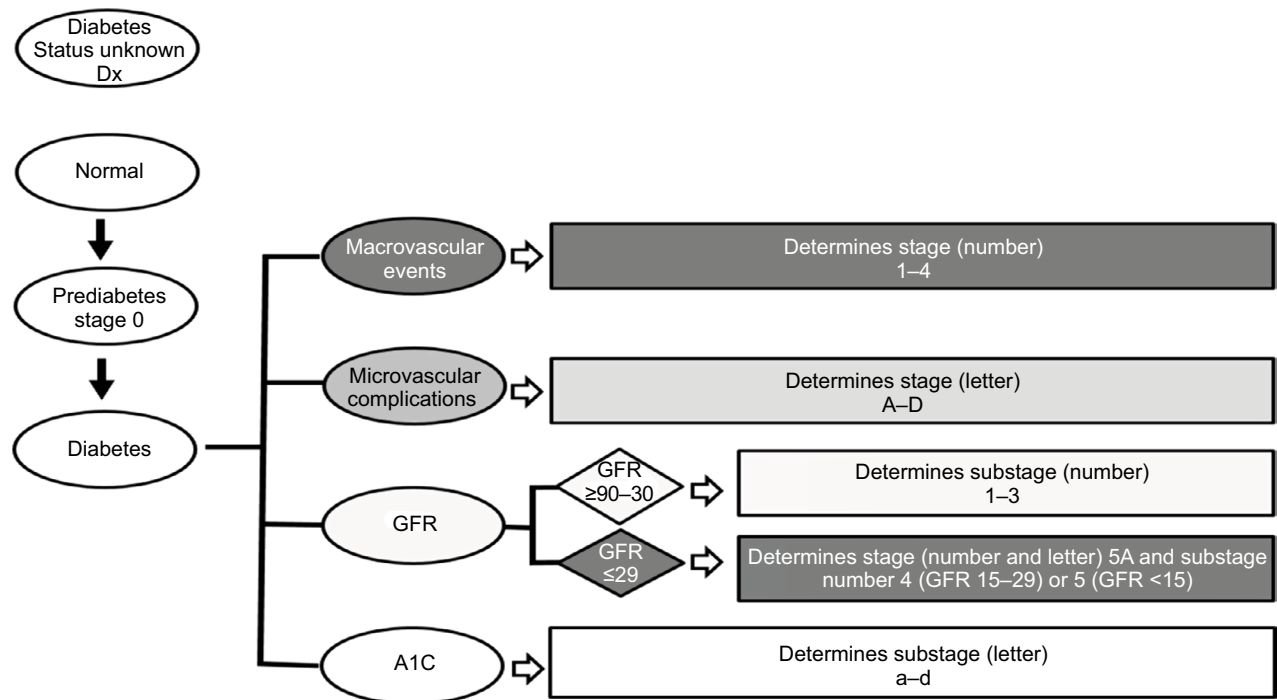 Diabetes
Status unknown
Dx
Normal
Prediabetes
stage 0
Diabetes
Macrovascular
events
Determines stage (number)
1–4
Microvascular
complications
Determines stage (letter)
A–D
GFR
GFR
≥90–30
Determines substage (number)
1–3
GFR
≤29
Determines stage (number and letter) 5A and substage
number 4 (GFR 15–29) or 5 (GFR <15)
A1C
Determines substage (letter)
a–d